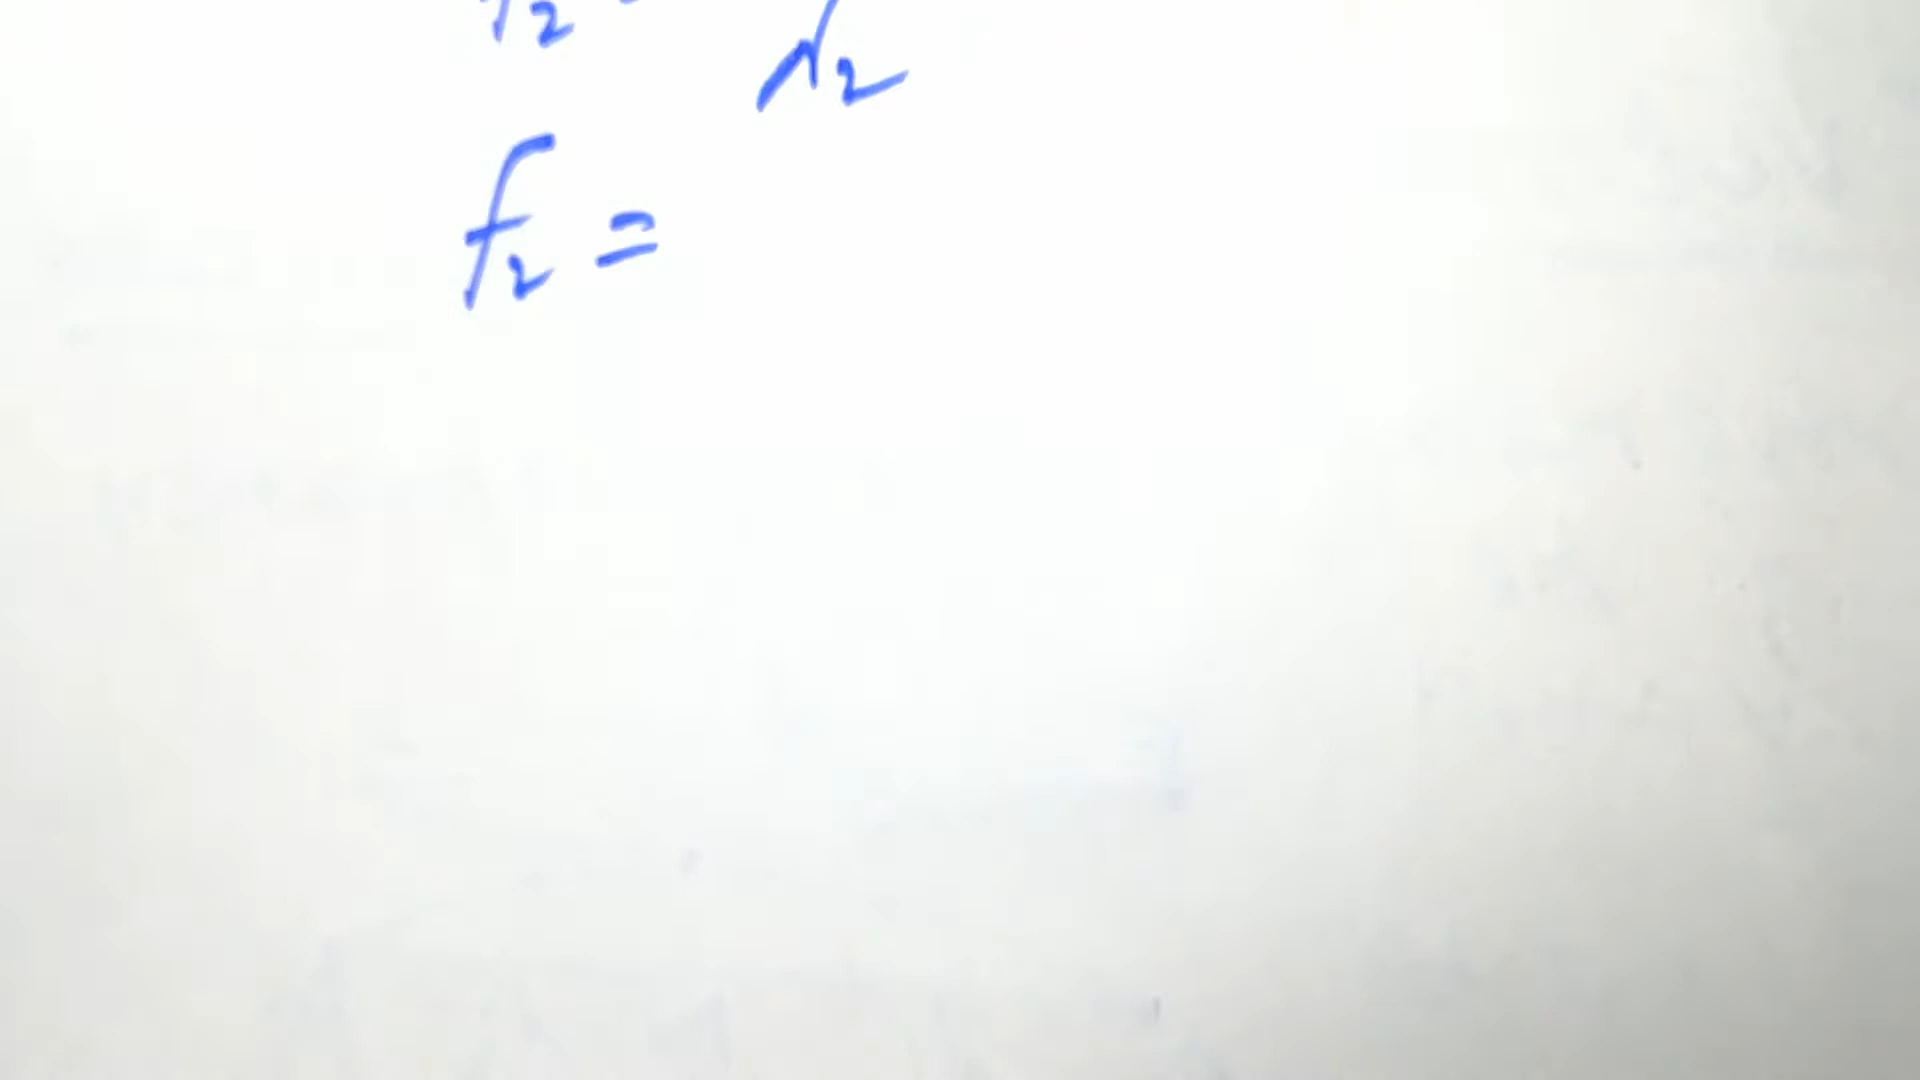 λ₂
f₂ =